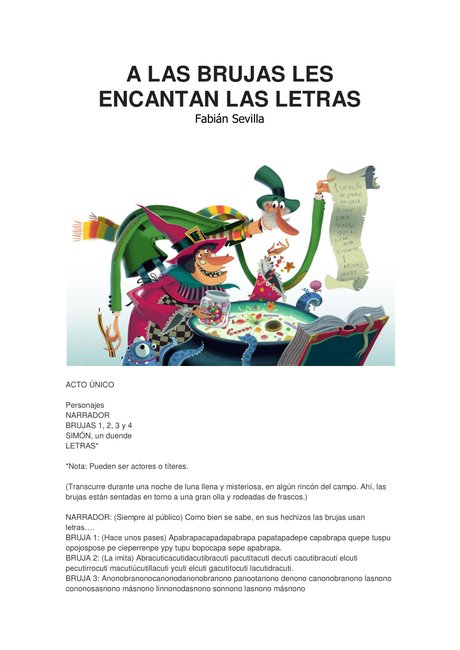 A LAS BRUJAS LES
ENCANTAN LAS LETRAS
Fabián Sevilla
ACTO ÚNICO
Personajes
NARRADOR
BRUJAS 1, 2, 3 y 4
SIMÓN, un duende
LETRAS*
*Nota: Pueden ser actores o títeres.
(Transcurre durante una noche de luna llena y misteriosa, en algún rincón del campo. Ahí, las
brujas están sentadas en torno a una gran olla y rodeadas de frascos.)
NARRADOR: (Siempre al público) Como bien se sabe, en sus hechizos las brujas usan
letras….
BRUJA 1: (Hace unos pases) Apabrapacapadapabrapa papatapadepe capabrapa quepe tuspu
opojospose pe cieperrenpe ypy tupu bopocapa sepe apabrapa.
BRUJA 2: (La imita) Abracuticacutidacutibracuti pacutitacuti decuti cacutibracuti elcuti
pecutirrocuti macutiúcutillacuti ycuti elcuti gacutitocuti lacutidracuti.
BRUJA 3: Anonobranonocanonodanonobranono panootanono denono canonobranono lasnono
cononosasnono másnono linnonodasnono sonnono lasnono másnono